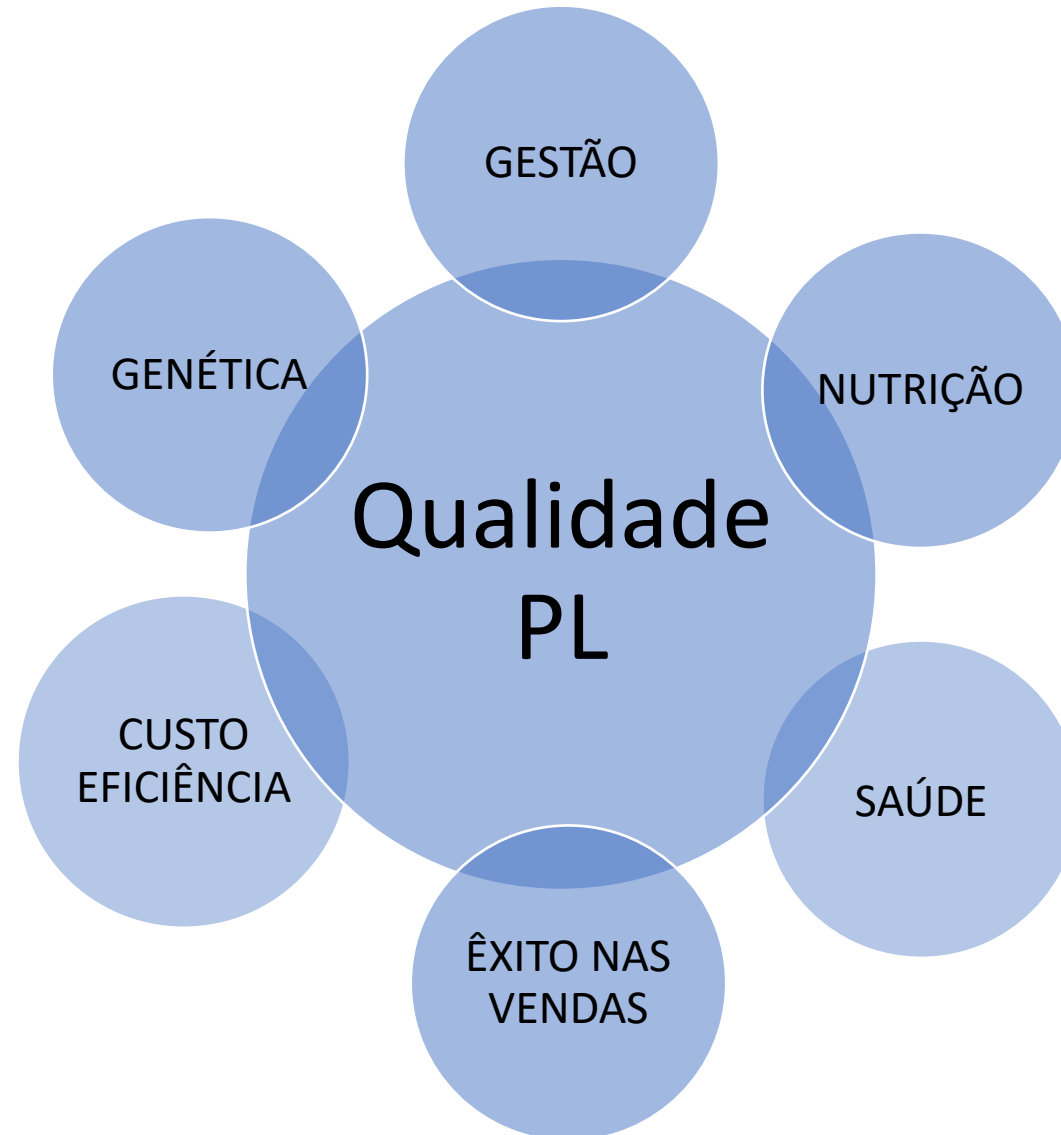 GESTÃO
GENÉTICA
NUTRIÇÃO
Qualidade
PL
CUSTO
EFICIÊNCIA
SAÚDE
ÊXITO NAS
VENDAS